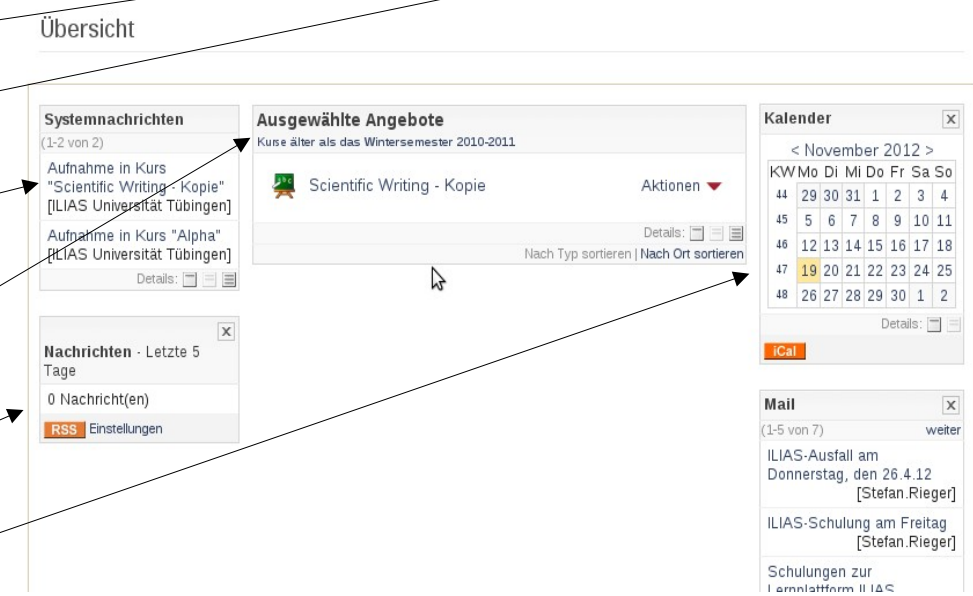 Übersicht
Systemnachrichten
(1-2 von 2)
Aufnahme in Kurs
"Scientific Writing - Kopie"
[ILIAS Universität Tübingen]
Aufnahme in Kurs "Alpha"
[ILIAS Universität Tübingen]
Details:
Nachrichten - Letzte 5
Tage
0 Nachricht(en)
RSS Einstellungen
Ausgewählte Angebote
Kurse älter als das Wintersemester 2010-2011
Scientific Writing - Kopie Aktionen
Details:
Nach Typ sortieren | Nach Ort sortieren
Kalender X
< November 2012 >
KW Mo Di Mi Do Fr Sa So
44 29 30 31 1 2 3 4
45 5 6 7 8 9 10 11
46 12 13 14 15 16 17 18
47 19 20 21 22 23 24 25
48 26 27 28 29 30 1 2
Details:
iCal
Mail X
(1-5 von 7) weiter
ILIAS-Ausfall am
Donnerstag, den 26.4.12
[Stefan.Rieger]
ILIAS-Schulung am Freitag
[Stefan.Rieger]
Schulungen zur
Lernplattform ILIAS